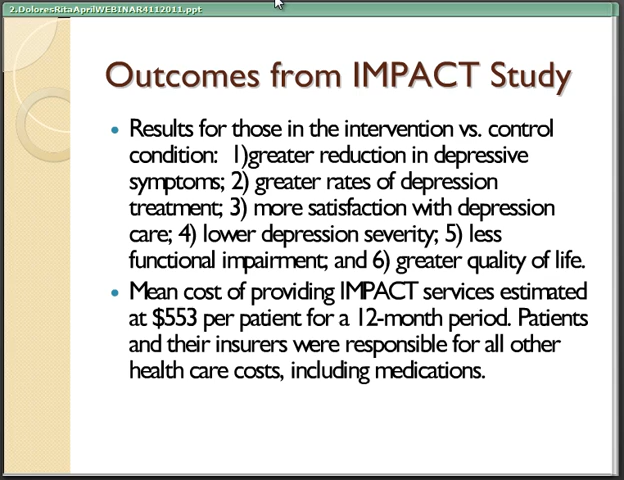 2.DoloresRitaAprilWEBINAR4112011.ppt
Outcomes from IMPACT Study
Results for those in the intervention vs. control
condition: 1)greater reduction in depressive
symptoms; 2) greater rates of depression
treatment; 3) more satisfaction with depression
care; 4) lower depression severity; 5) less
functional impairment; and 6) greater quality of life.
Mean cost of providing IMPACT services estimated
at $553 per patient for a 12-month period. Patients
and their insurers were responsible for all other
health care costs, including medications.